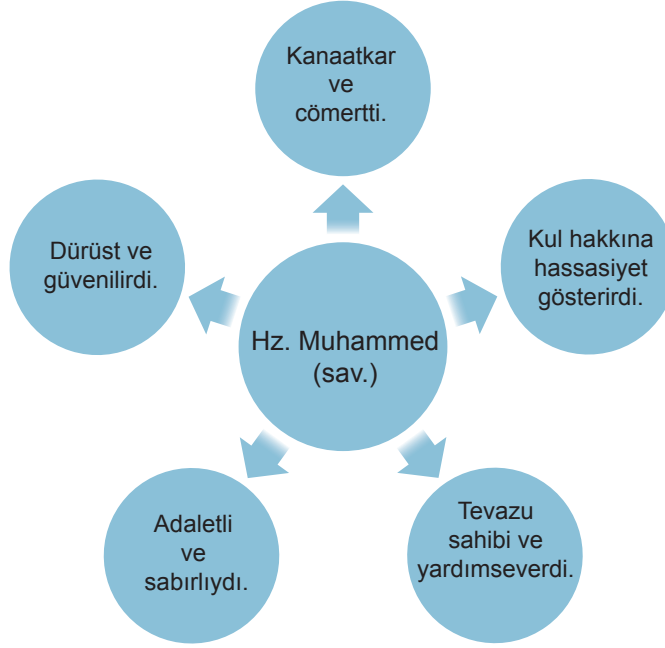 Kanaatkar
ve
cömertti.
Dürüst ve
güvenilirdi.
Kul hakkına
hassasiyet
gösterirdi.
Hz. Muhammed
(sav.)
Adaletli
ve
sabırlıydı.
Tevazu
sahibi ve
yardımseverdi.